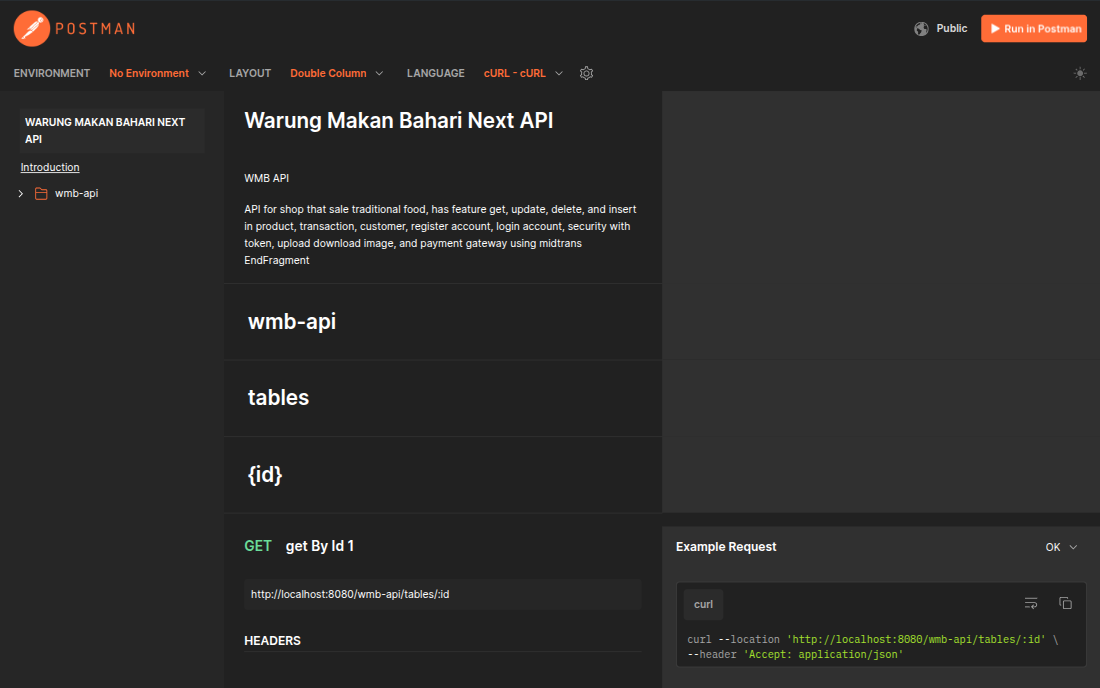 POSTMAN
Public
Run in Postman
ENVIRONMENT No Environment LAYOUT Double Column LANGUAGE cURL - cURL
WARUNG MAKAN BAHARI NEXT
API
Introduction
wmb-api
Warung Makan Bahari Next API
WMB API
API for shop that sale traditional food, has feature get, update, delete, and insert
in product, transaction, customer, register account, login account, security with
token, upload download image, and payment gateway using midtrans
EndFragment
wmb-api
tables
{id}
GET get By Id 1
http://localhost:8080/wmb-api/tables/:id
HEADERS
Example Request
OK
curl
curl --location 'http://localhost:8080/wmb-api/tables/:id' \
--header 'Accept: application/json'